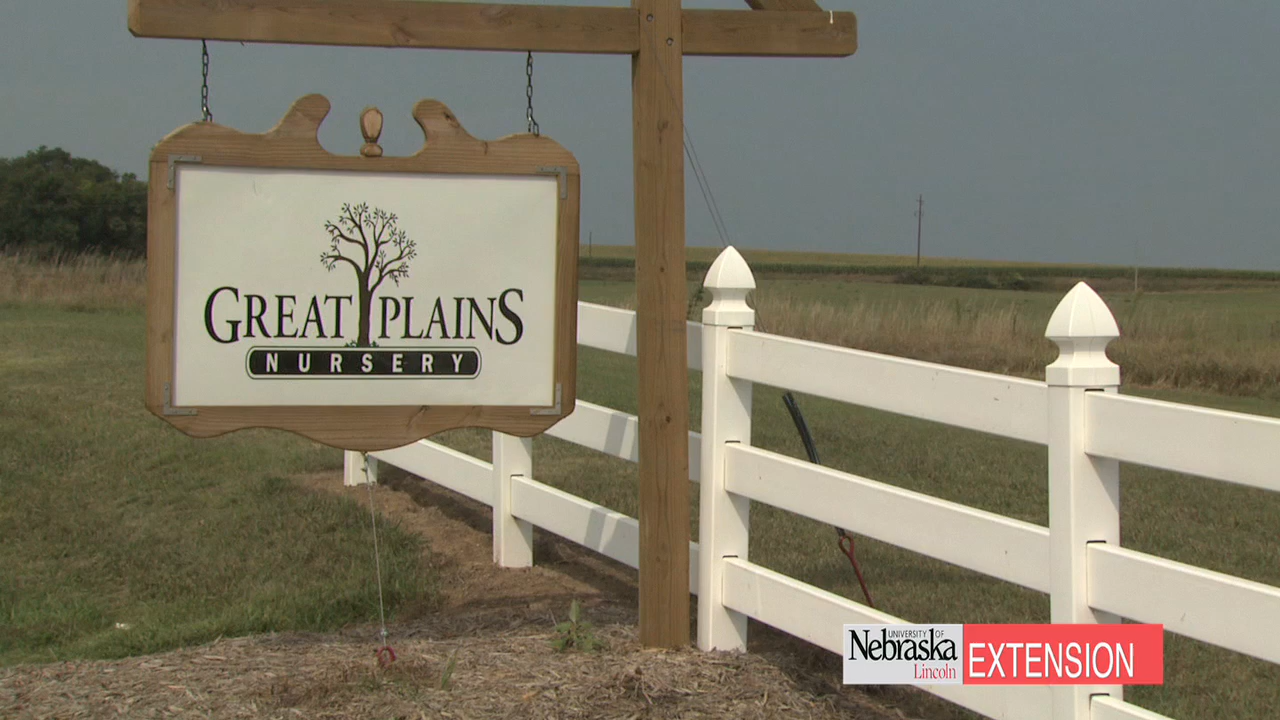 GREAT PLAINS
NURSERY
UNIVERSITY OF
Nebraska
Lincoln
EXTENSION